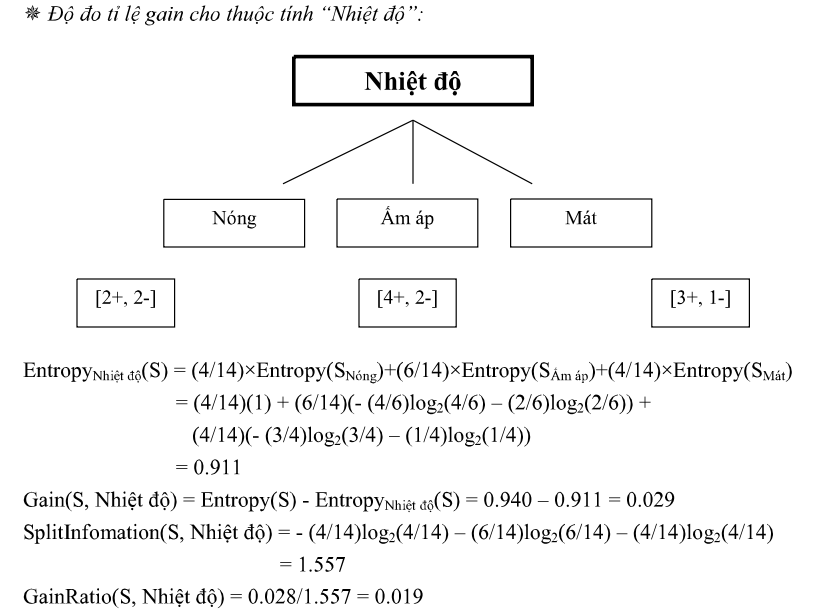 ✵ Độ đo tỉ lệ gain cho thuộc tính “Nhiệt độ”:
Nhiệt độ
Nóng Ấm áp Mát
[2+, 2-] [4+, 2-] [3+, 1-]
EntropyNhiệt độ(S) = (4/14)×Entropy(SNóng)+(6/14)×Entropy(SẤm áp)+(4/14)×Entropy(SMát)
= (4/14)(1) + (6/14)(- (4/6)log2(4/6) – (2/6)log2(2/6)) +
(4/14)(- (3/4)log2(3/4) – (1/4)log2(1/4))
= 0.911
Gain(S, Nhiệt độ) = Entropy(S) - EntropyNhiệt độ(S) = 0.940 – 0.911 = 0.029
SplitInfomation(S, Nhiệt độ) = - (4/14)log2(4/14) – (6/14)log2(6/14) – (4/14)log2(4/14)
= 1.557
GainRatio(S, Nhiệt độ) = 0.028/1.557 = 0.019